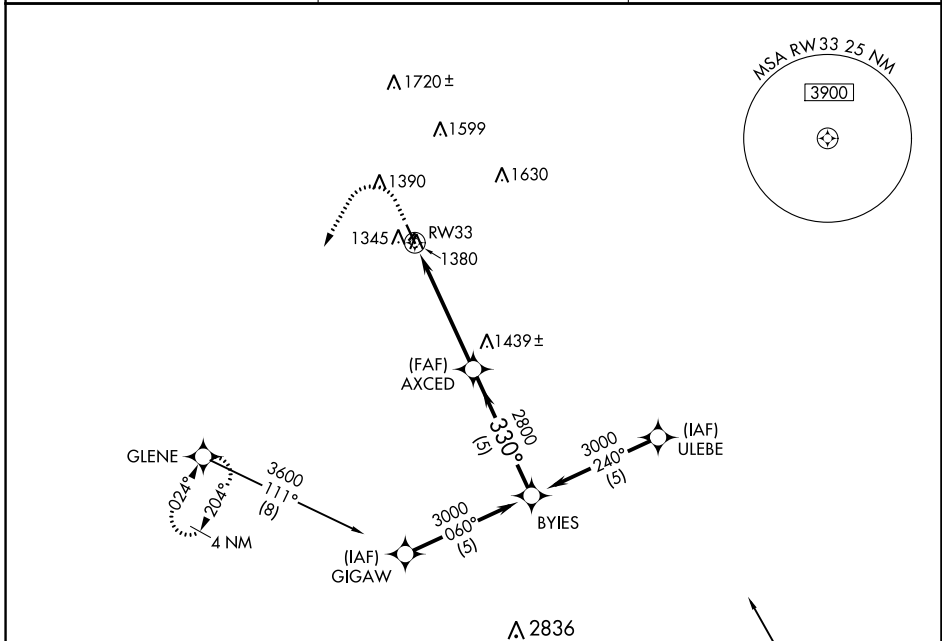 MSA RW33 25 NM
3900
1720±
1599
1390
1630
1345
RW33
1380
1439±
(FAF)
AXCED
2800
330°
(5)
3000
240°
(5)
(IAF)
ULEBE
GLENE
024°
204°
4 NM
3600
111°
(8)
3000
060°
(5)
BYIES
(IAF)
GIGAW
2836